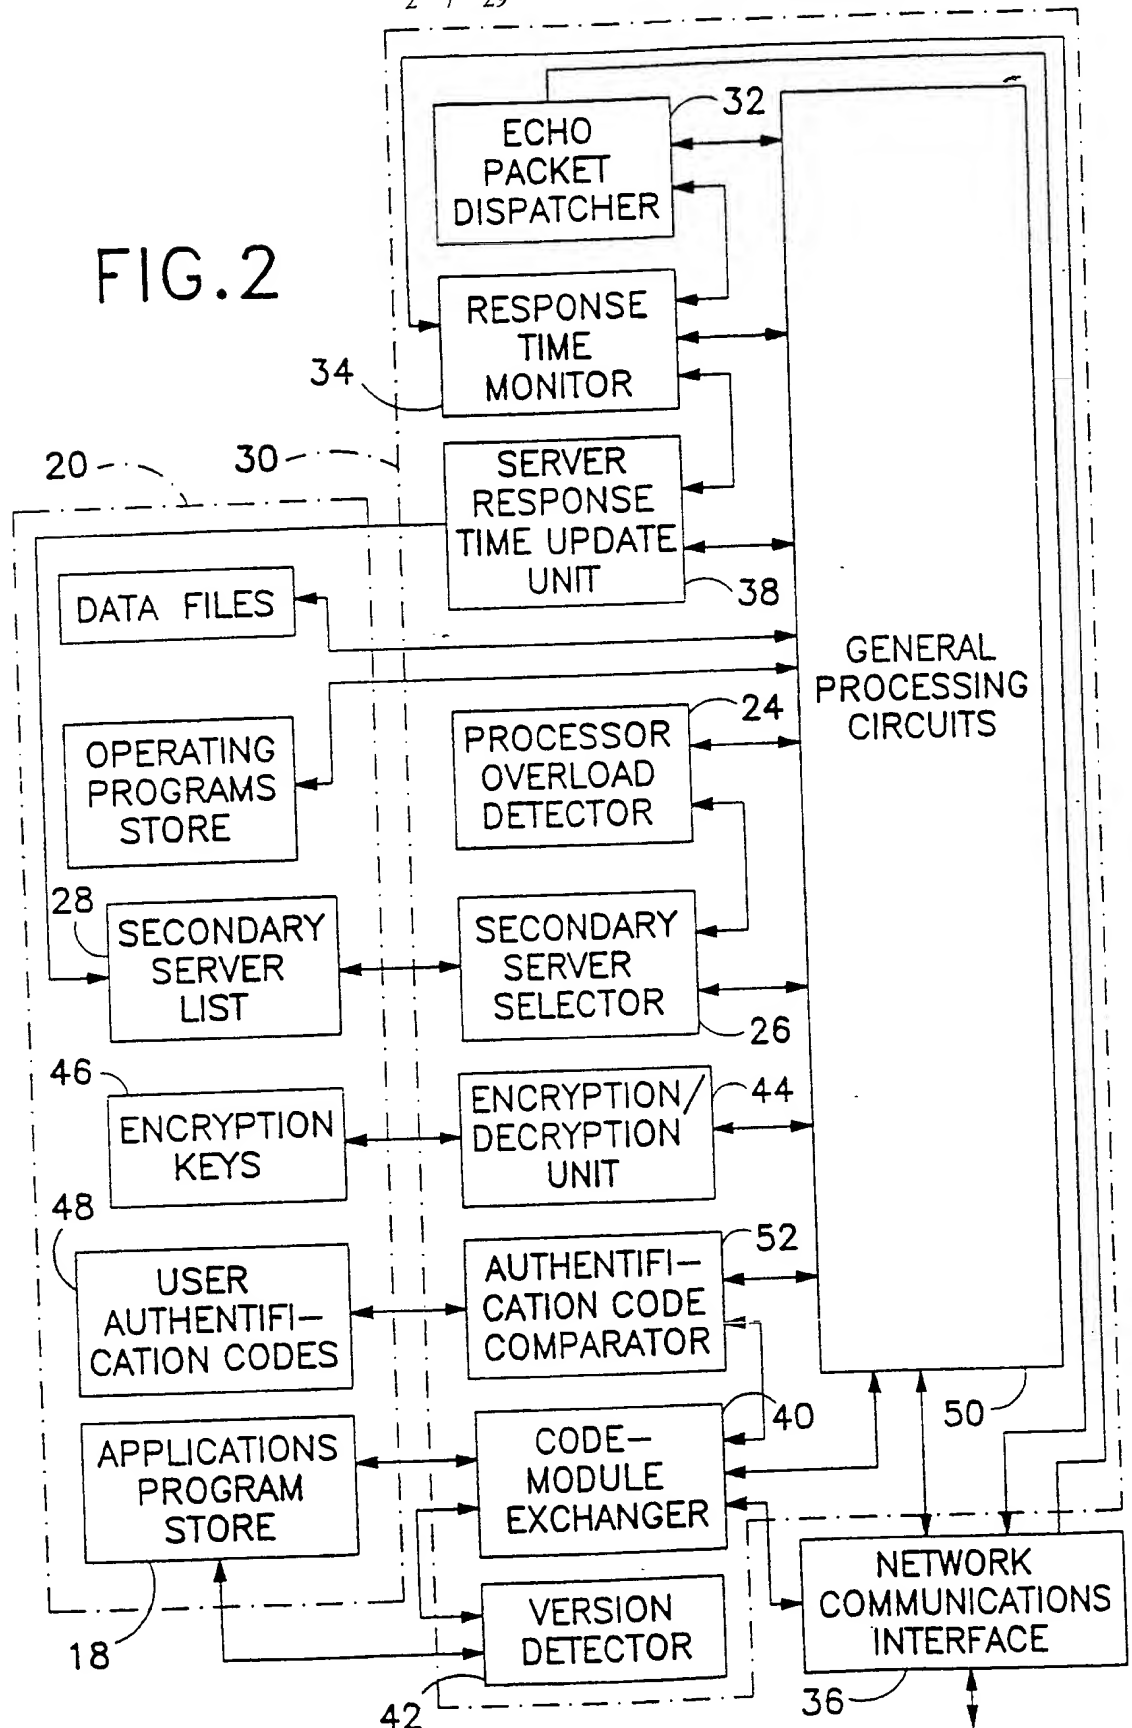 2 / 29
32
ECHO
PACKET
DISPATCHER
FIG.2
RESPONSE
TIME
MONITOR
34
20
30
SERVER
RESPONSE
TIME UPDATE
UNIT
38
DATA FILES
GENERAL
PROCESSING
CIRCUITS
24
PROCESSOR
OVERLOAD
DETECTOR
OPERATING
PROGRAMS
STORE
28
SECONDARY
SERVER
LIST
SECONDARY
SERVER
SELECTOR
26
46
ENCRYPTION
KEYS
ENCRYPTION/
DECRYPTION
UNIT
44
48
USER
AUTHENTIFI-
CATION CODES
52
AUTHENTIFI-
CATION CODE
COMPARATOR
50
40
APPLICATIONS
PROGRAM
STORE
CODE-
MODULE
EXCHANGER
18
VERSION
DETECTOR
42
NETWORK
COMMUNICATIONS
INTERFACE
36